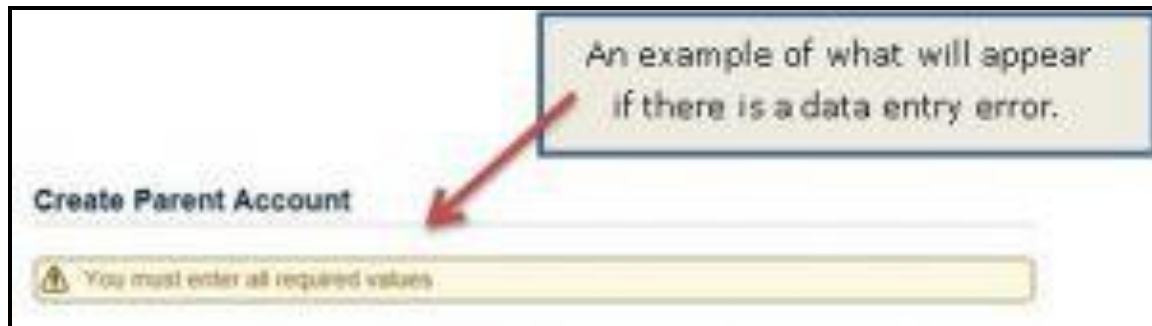 An example of what will appear
if there is a data entry error.
Create Parent Account
You must enter all required values